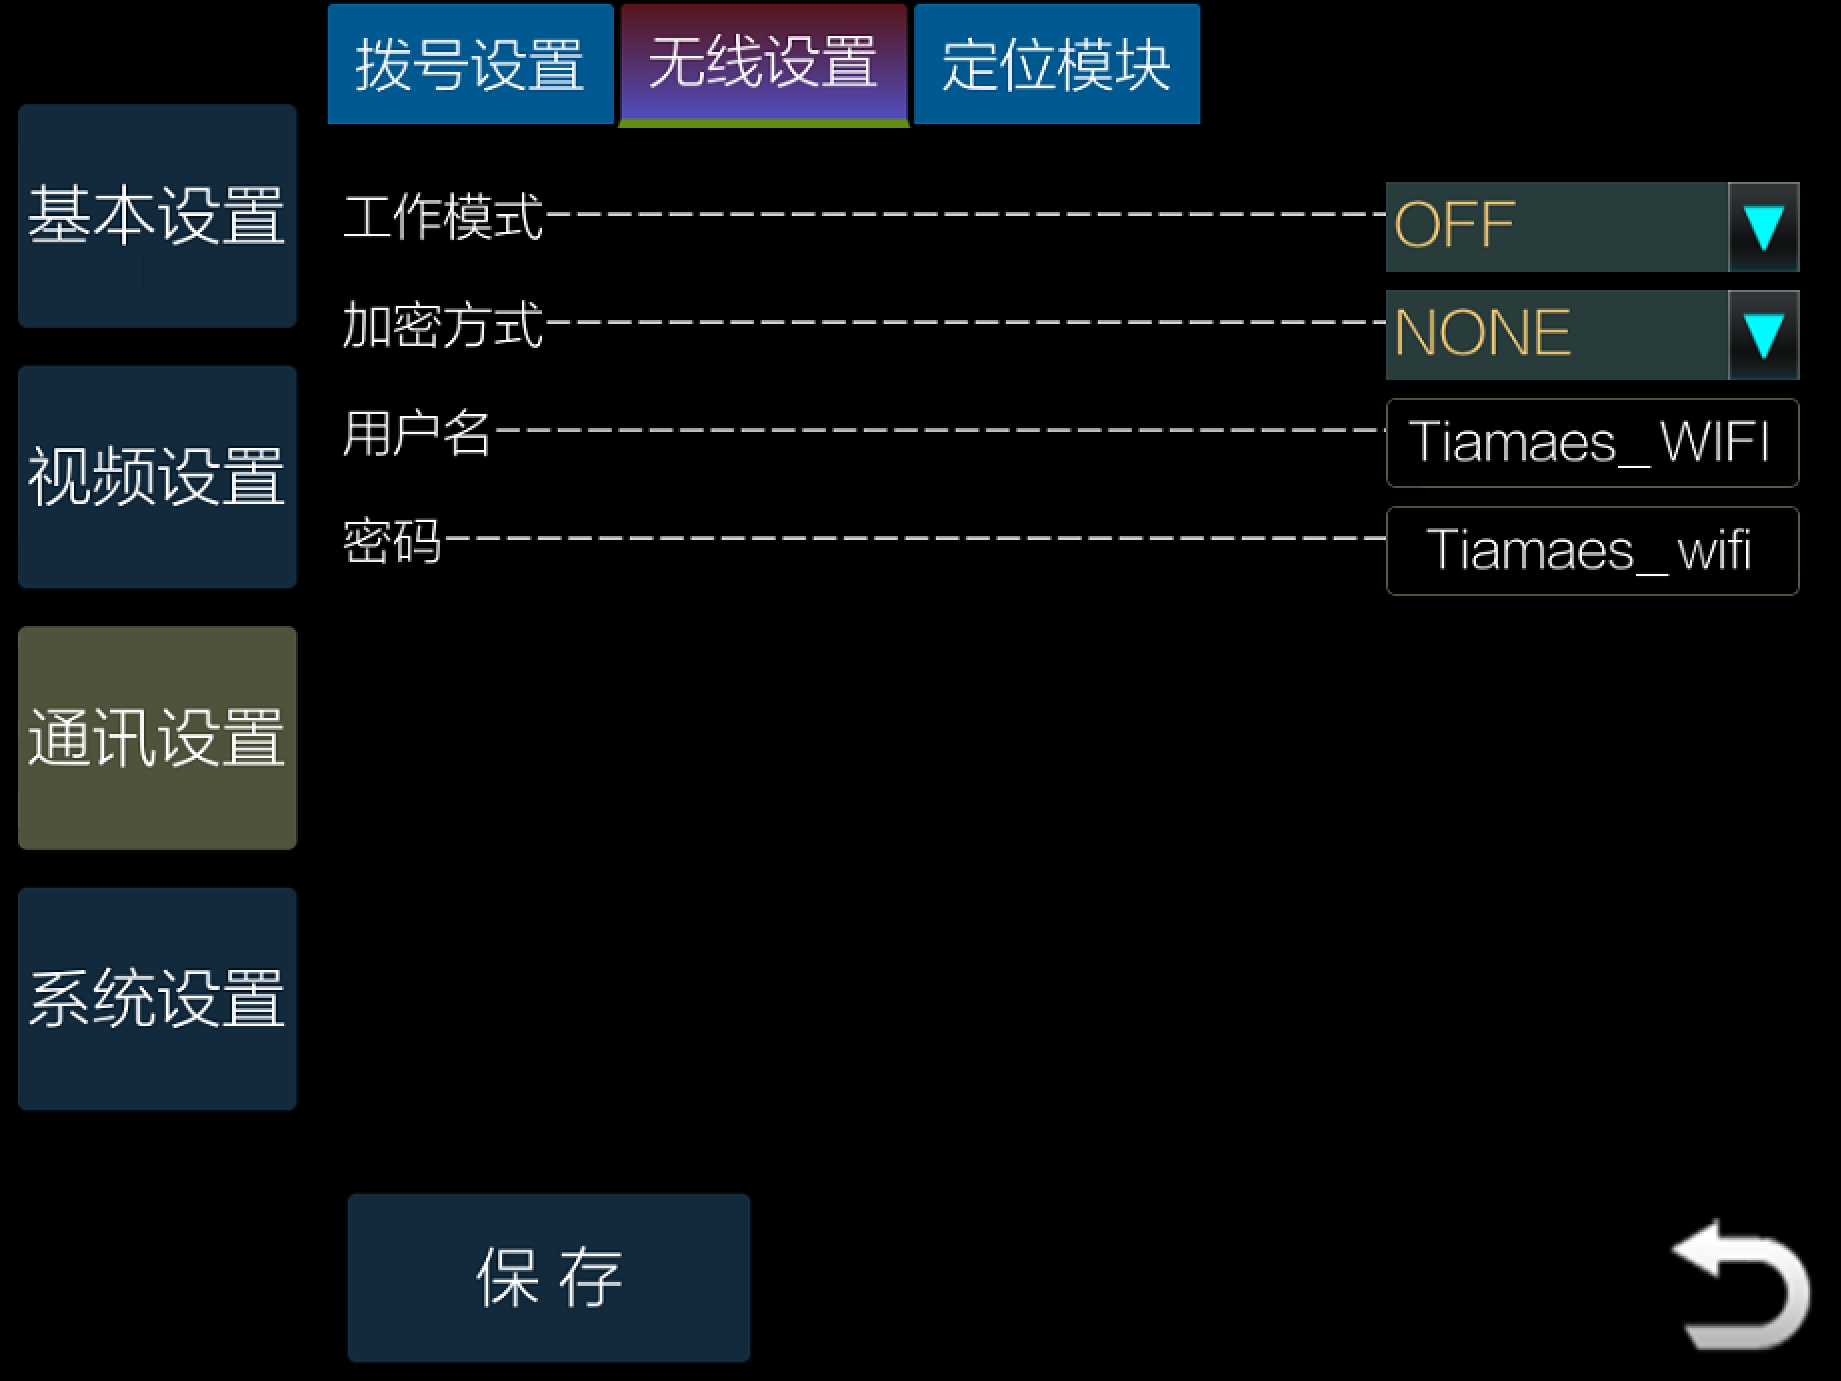 拨号设置 无线设置 定位模块
基本设置
视频设置
通讯设置
系统设置
工作模式 OFF
加密方式 NONE
用户名 Tiamaes_WIFI
密码 Tiamaes_wifi
保存